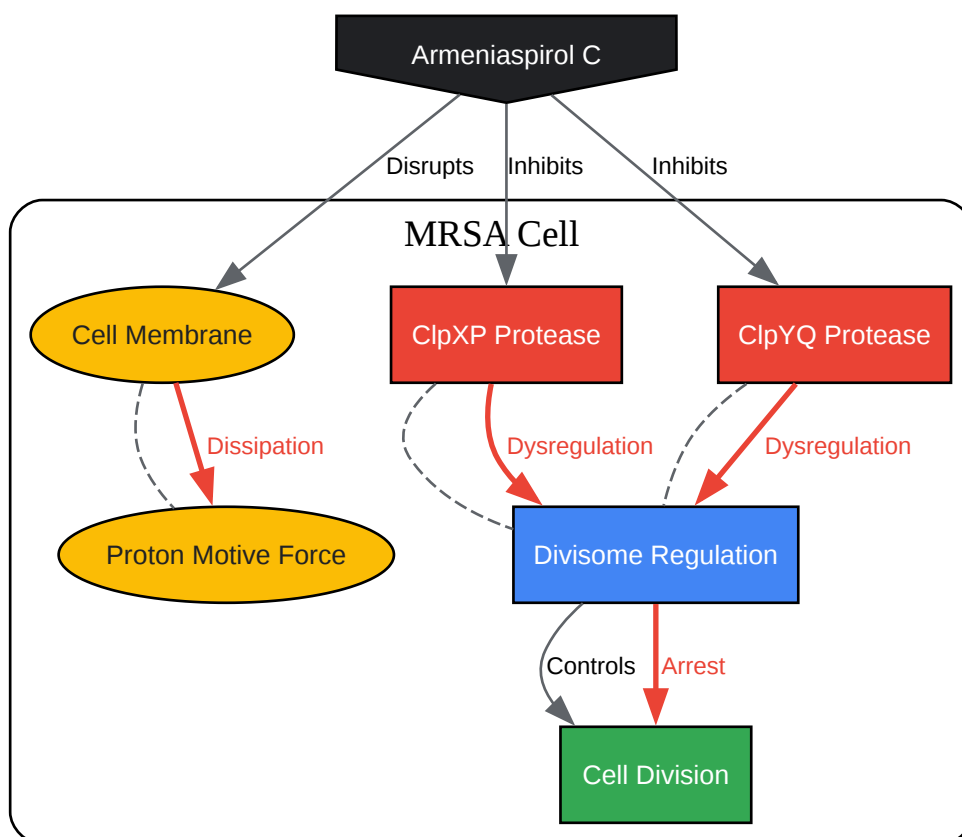 Armeniaspirol C
Disrupts
Inhibits
Inhibits
MRSA Cell
Cell Membrane
ClpXP Protease
ClpYQ Protease
Dissipation
Dysregulation
Dysregulation
Proton Motive Force
Divisome Regulation
Controls
Arrest
Cell Division